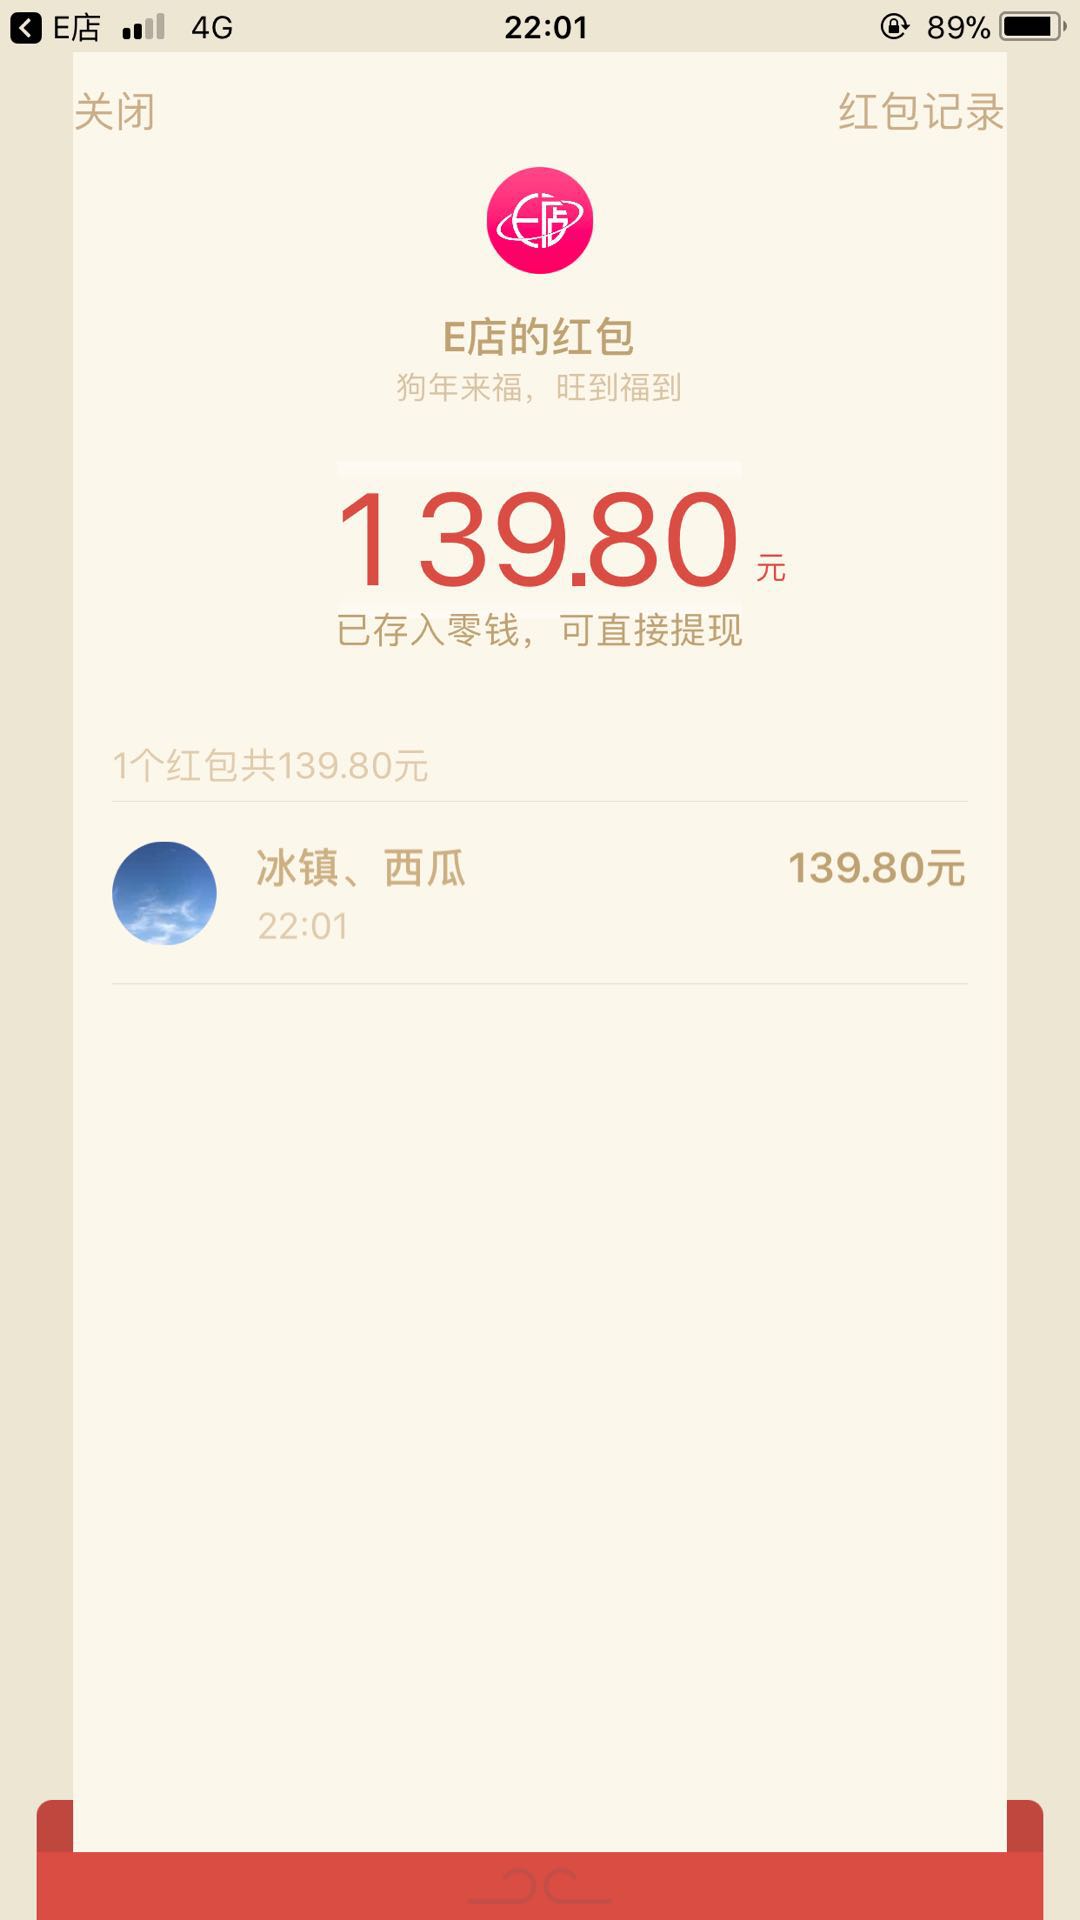 E店 4G 22:01 89%
关闭 红包记录
E店
E店的红包
狗年来福，旺到福到
139.80 元
已存入零钱，可直接提现
1个红包共139.80元
冰镇、西瓜 139.80元
22:01